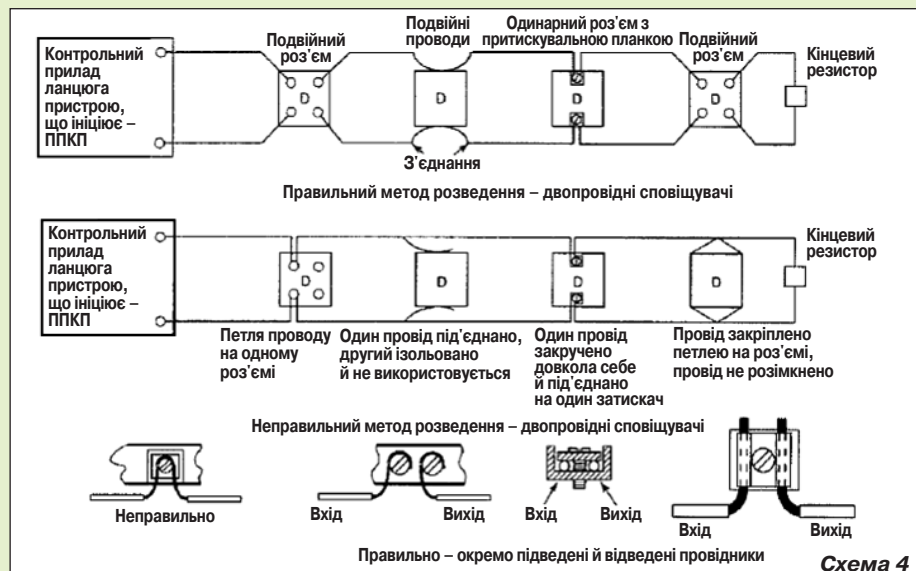 Контрольний
прилад
ланцюга
пристрою,
що ініціює –
ППКП
Подвійний
роз'єм
Подвійні
проводи
Одинарний роз'єм з
притискувальною планкою
Подвійний
роз'єм
Кінцевий
резистор
D
D
D
D
З'єднання
Правильний метод розведення – двопровідні сповіщувачі
Контрольний
прилад
ланцюга
пристрою,
що ініціює –
ППКП
Кінцевий
резистор
D
D
D
D
Петля проводу
на одному
роз'ємі
Один провід під'єднано,
другий ізольовано
й не використовується
Один провід
закручено
довкола себе
й під'єднано
на один затискач
Провід закріплено
петлею на роз'ємі,
провід не розімкнено
Неправильний метод розведення – двопровідні сповіщувачі
Неправильно
Вхід
Вихід
Вхід
Вихід
Вхід
Вихід
Правильно – окремо підведені й відведені провідники
Схема 4